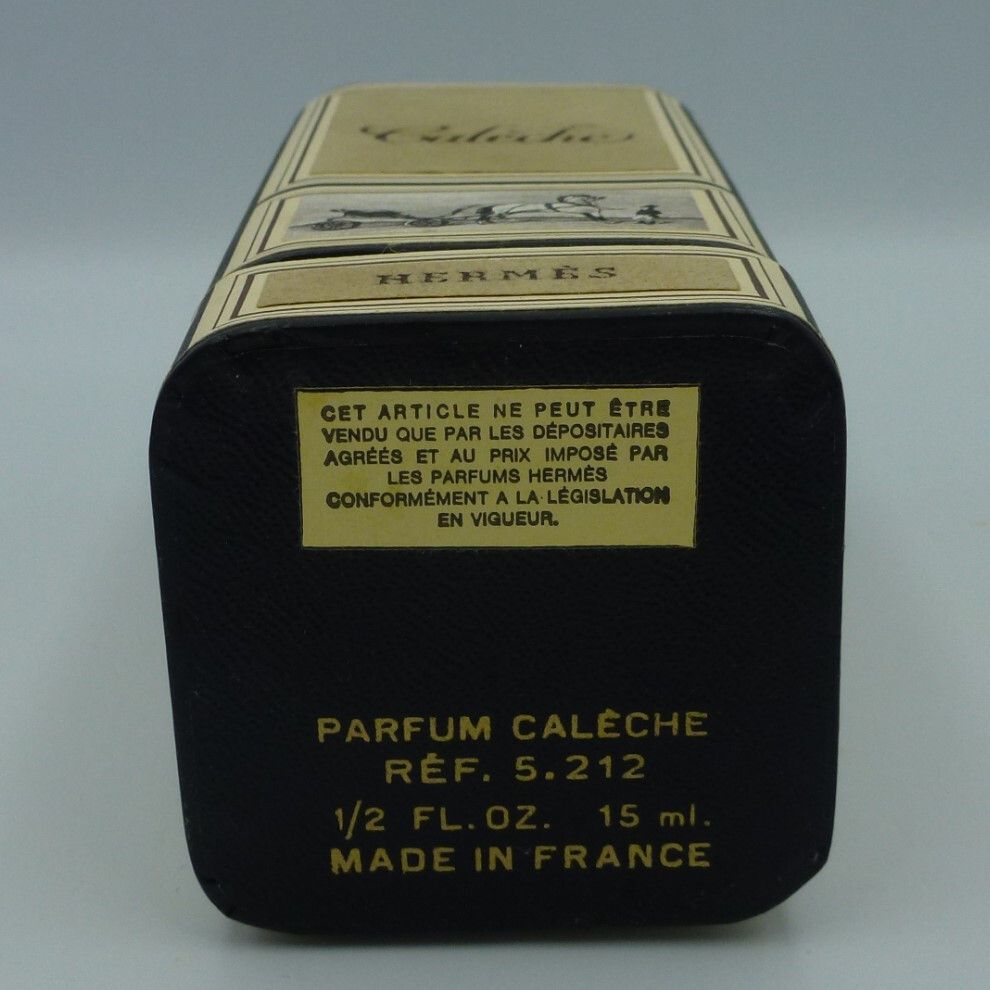 Calèche
HERMÈS
CET ARTICLE NE PEUT ÊTRE
VENDU QUE PAR LES DÉPOSITAIRES
AGRÉÉS ET AU PRIX IMPOSÉ PAR
LES PARFUMS HERMÈS
CONFORMÉMENT A LA LÉGISLATION
EN VIGUEUR.
PARFUM CALÈCHE
RÉF. 5.212
1/2 FL.OZ. 15 ml.
MADE IN FRANCE